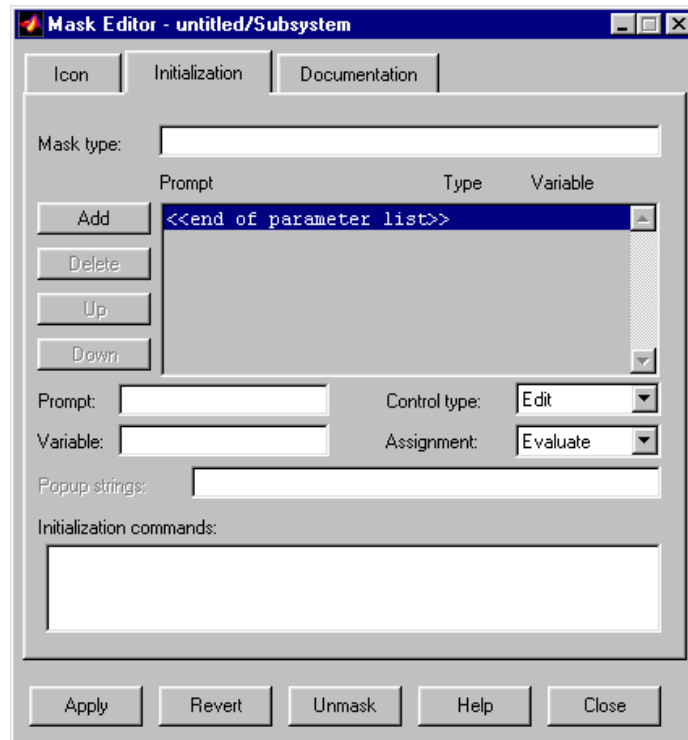 Mask Editor - untitled/Subsystem
Icon Initialization Documentation
Mask type:
Prompt Type Variable
Add <<end of parameter list>>
Delete
Up
Down
Prompt: Control type: Edit
Variable: Assignment: Evaluate
Popup strings:
Initialization commands:
Apply Revert Unmask Help Close